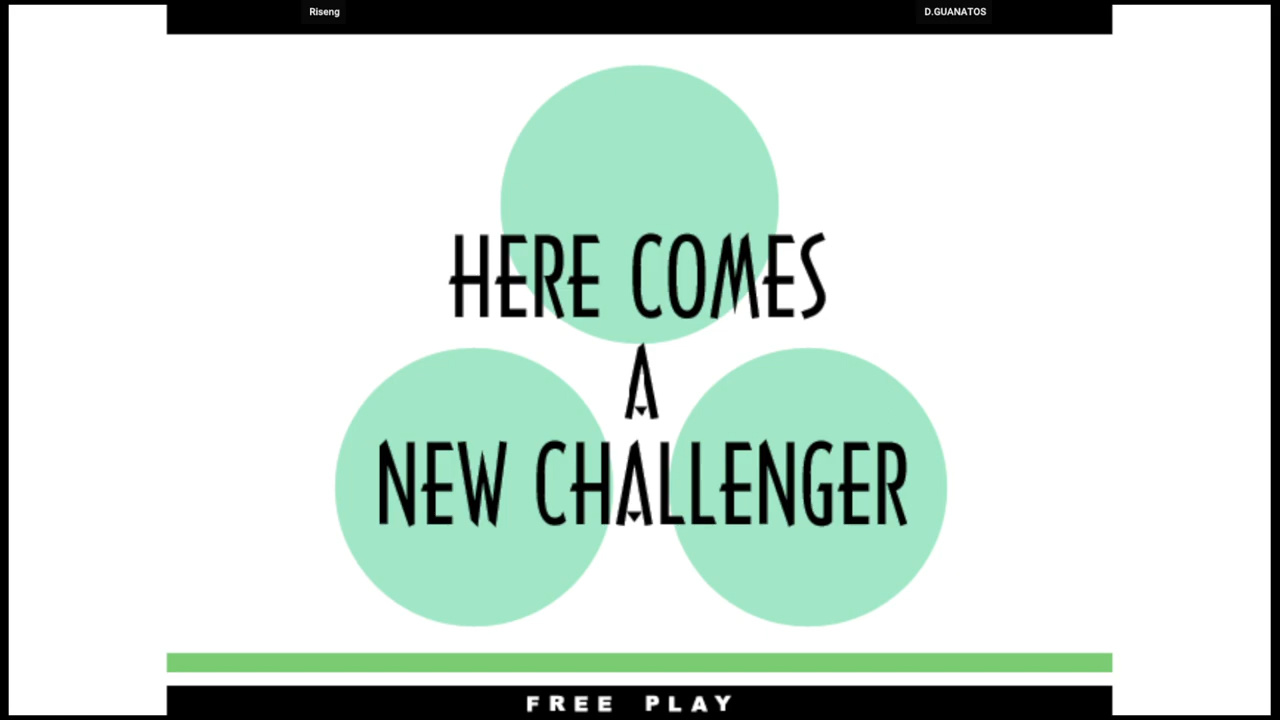 Riseng D.GUANATOS
HERE COMES
A
NEW CHALLENGER
FREE PLAY